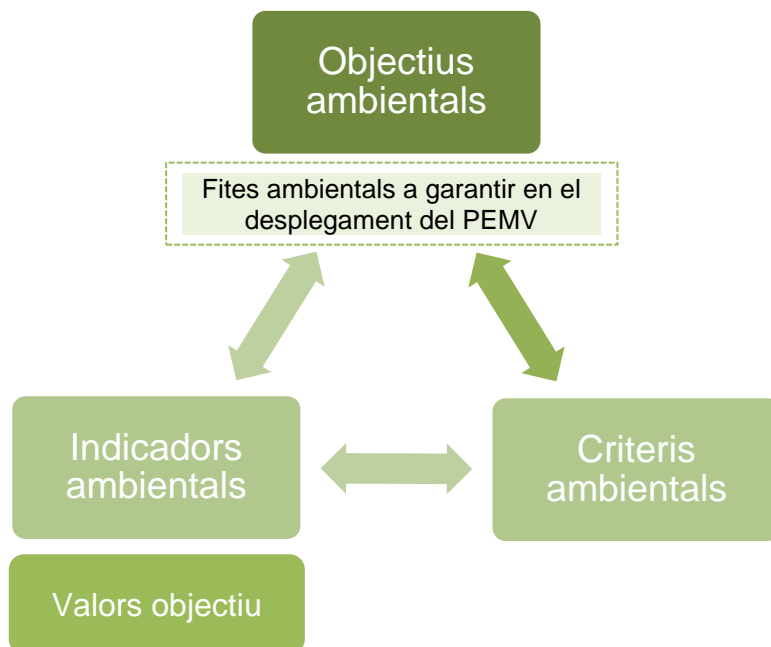 Objectius
ambientals
Fites ambientals a garantir en el
desplegament del PEMV
Indicadors
ambientals
Criteris
ambientals
Valors objectiu